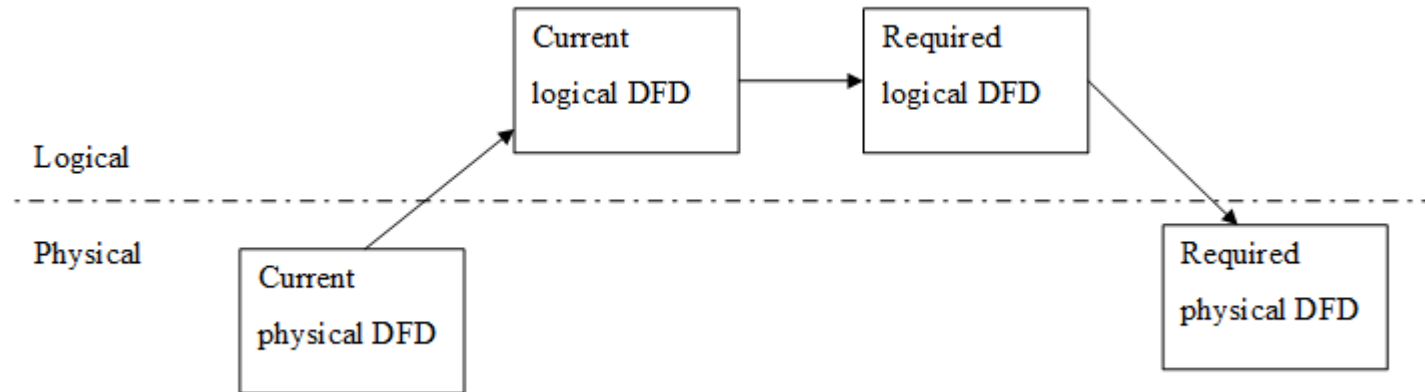 Current
logical DFD
Required
logical DFD
Logical
Physical
Current
physical DFD
Required
physical DFD